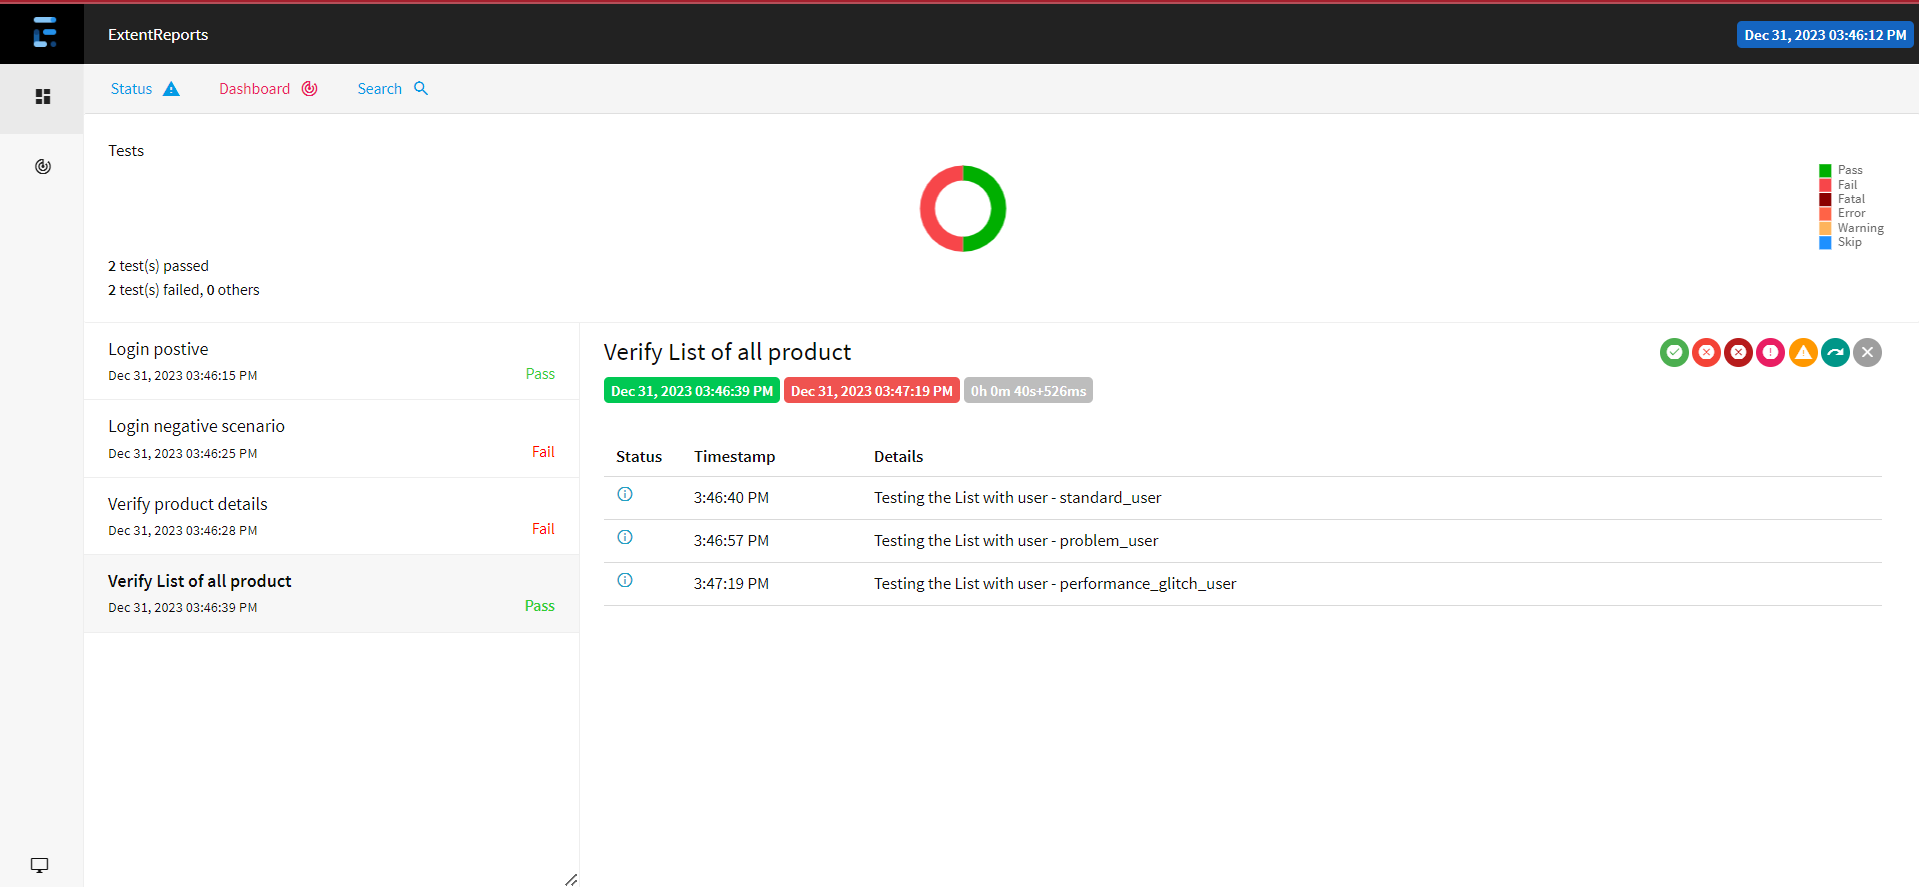 ExtentReports
Dec 31, 2023 03:46:12 PM
Status
Dashboard
Search
Tests
Pass
Fail
Fatal
Error
Warning
Skip
2 test(s) passed
2 test(s) failed, 0 others
Login postive
Dec 31, 2023 03:46:15 PM
Pass
Login negative scenario
Dec 31, 2023 03:46:25 PM
Fail
Verify product details
Dec 31, 2023 03:46:28 PM
Fail
Verify List of all product
Dec 31, 2023 03:46:39 PM
Pass
Verify List of all product
Dec 31, 2023 03:46:39 PM Dec 31, 2023 03:47:19 PM 0h 0m 40s+526ms
Status Timestamp Details
3:46:40 PM Testing the List with user - standard_user
3:46:57 PM Testing the List with user - problem_user
3:47:19 PM Testing the List with user - performance_glitch_user